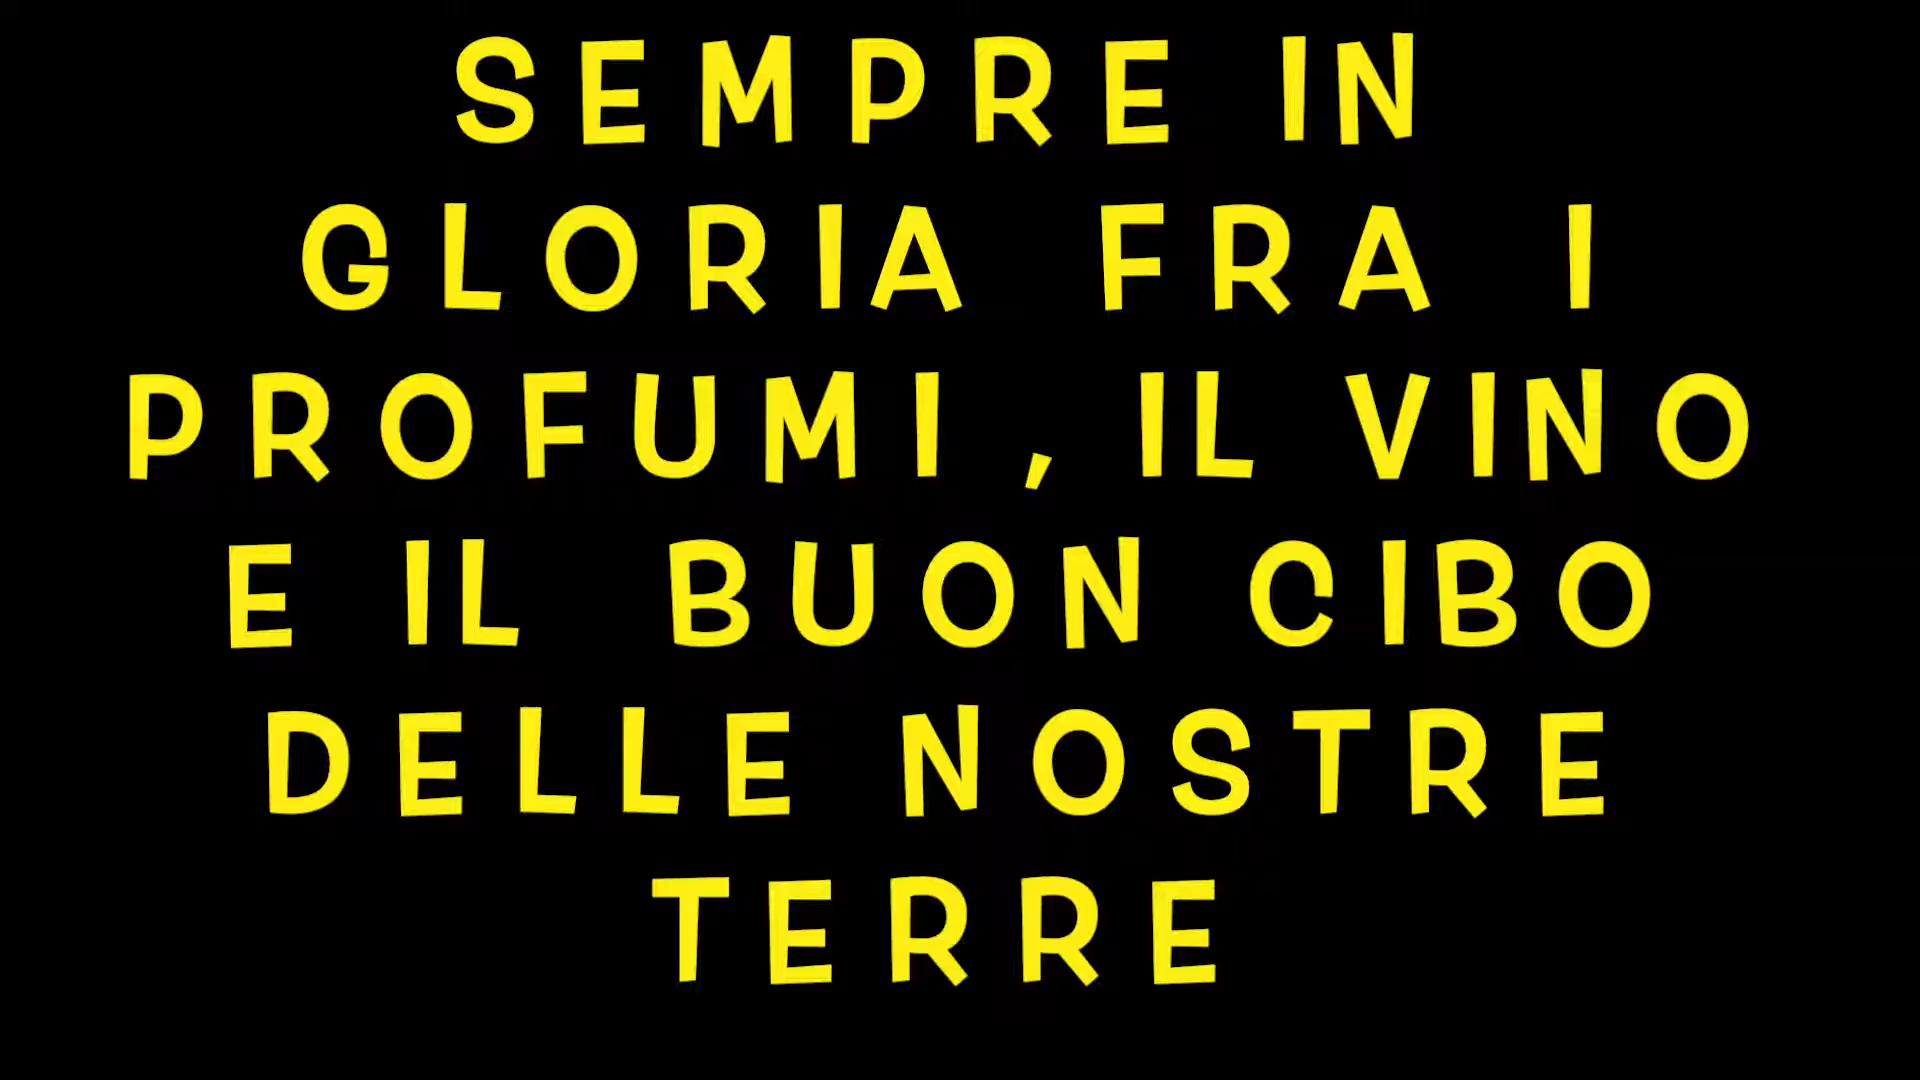 SEMPRE IN
GLORIA FRA I
PROFUMI , IL VINO
E IL BUON CIBO
DELLE NOSTRE
TERRE